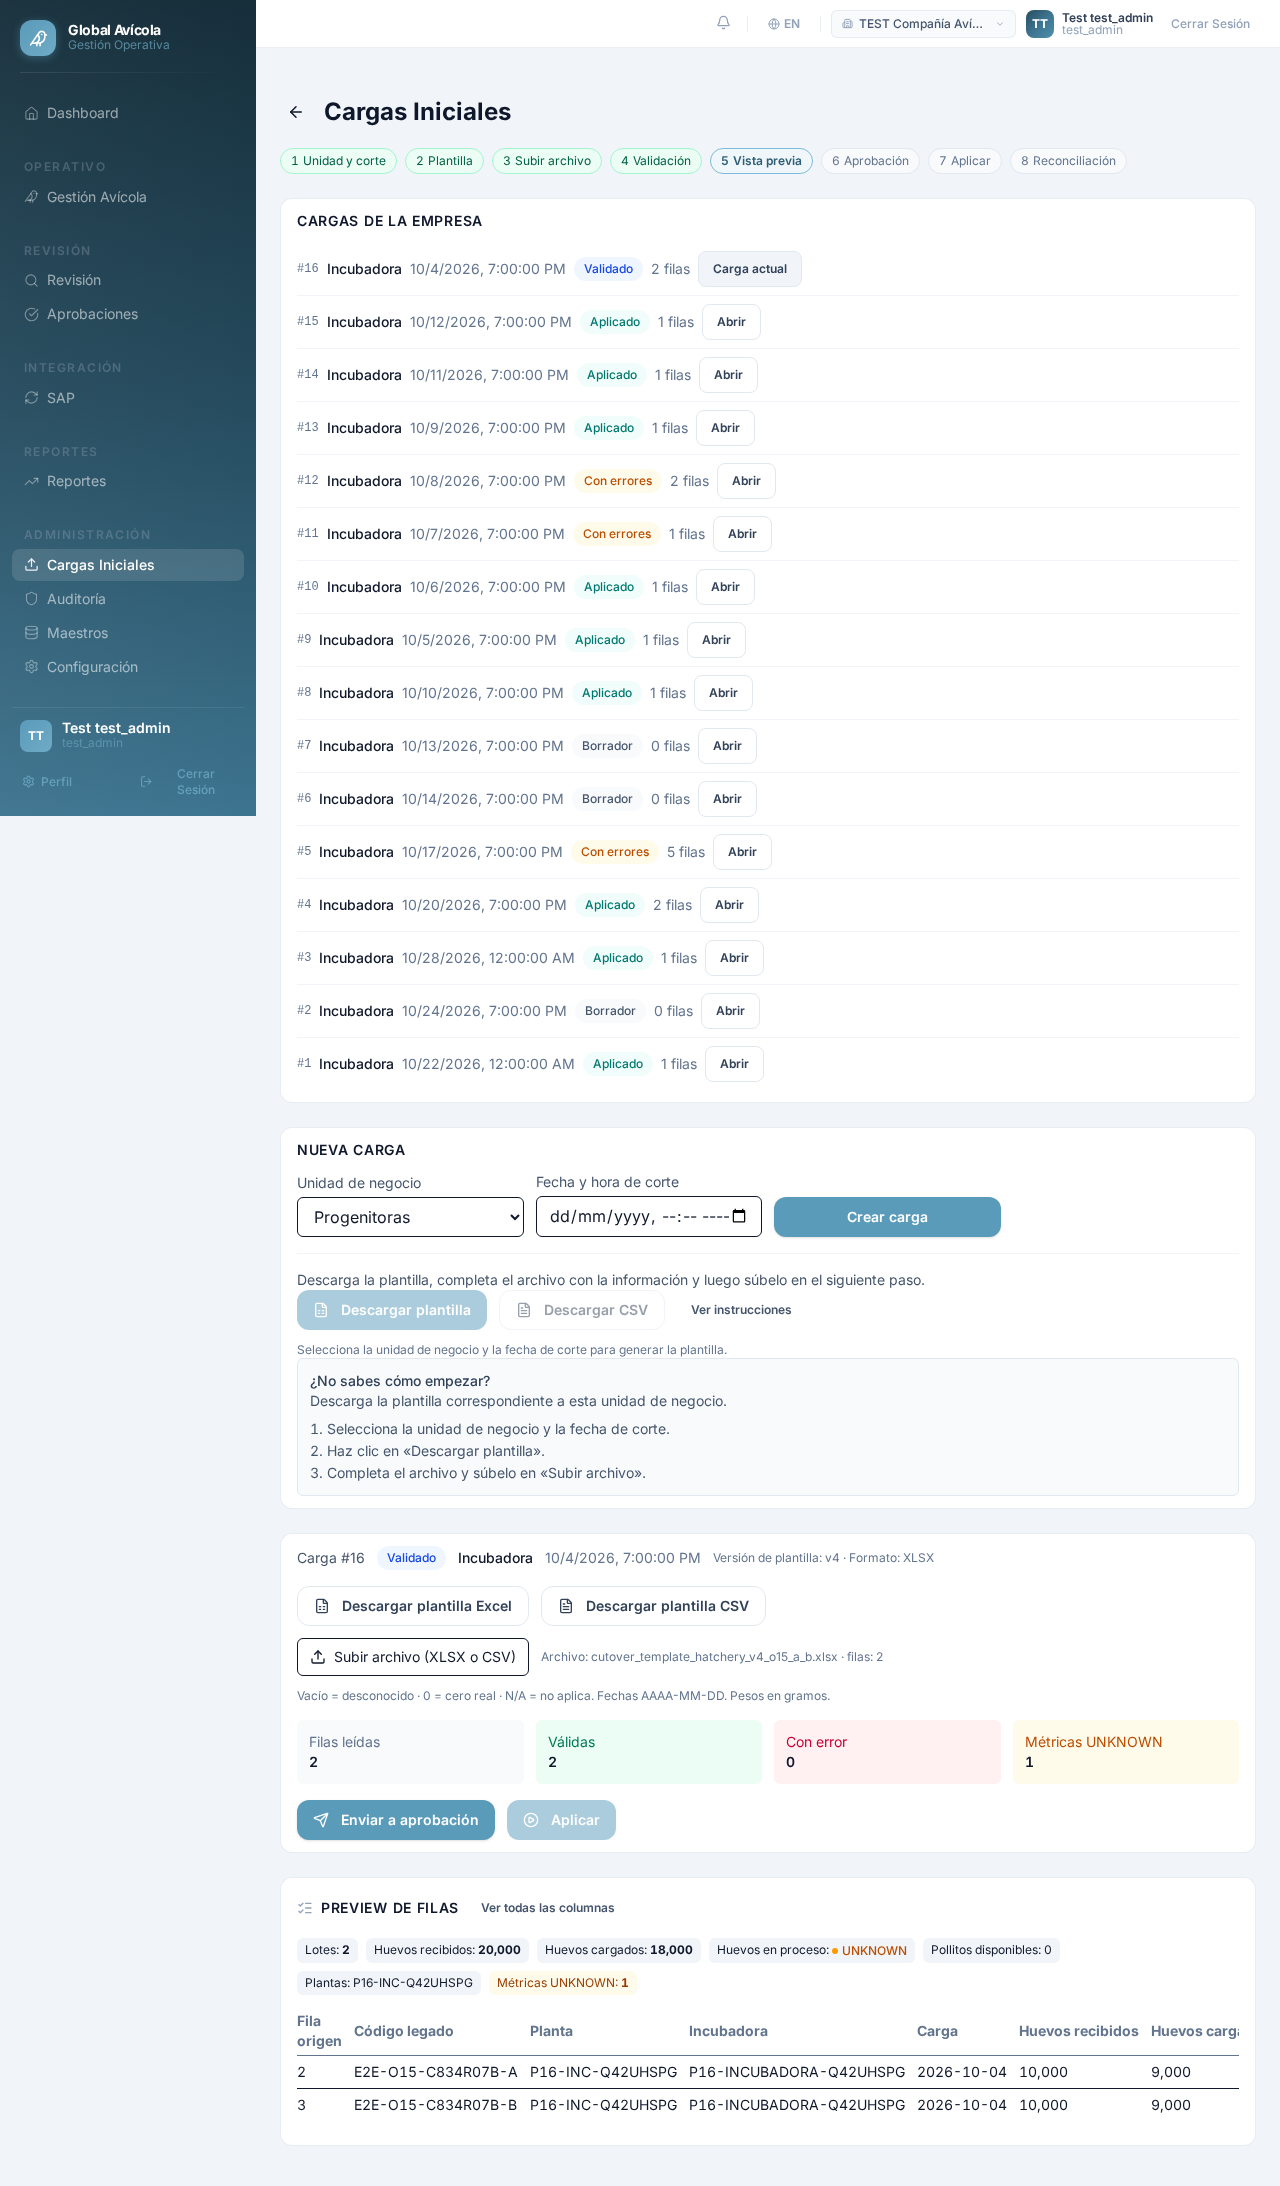 Global Avícola
Gestión Operativa
Dashboard
OPERATIVO
Gestión Avícola
REVISIÓN
Revisión
Aprobaciones
INTEGRACIÓN
SAP
REPORTES
Reportes
ADMINISTRACIÓN
Cargas Iniciales
Auditoría
Maestros
Configuración
TT Test test_admin
test_admin
Perfil Cerrar Sesión
EN TEST Compañía Aví... TT Test test_admin test_admin Cerrar Sesión
Cargas Iniciales
1 Unidad y corte 2 Plantilla 3 Subir archivo 4 Validación 5 Vista previa 6 Aprobación 7 Aplicar 8 Reconciliación
CARGAS DE LA EMPRESA
#16 Incubadora 10/4/2026, 7:00:00 PM Validado 2 filas Carga actual
#15 Incubadora 10/12/2026, 7:00:00 PM Aplicado 1 filas Abrir
#14 Incubadora 10/11/2026, 7:00:00 PM Aplicado 1 filas Abrir
#13 Incubadora 10/9/2026, 7:00:00 PM Aplicado 1 filas Abrir
#12 Incubadora 10/8/2026, 7:00:00 PM Con errores 2 filas Abrir
#11 Incubadora 10/7/2026, 7:00:00 PM Con errores 1 filas Abrir
#10 Incubadora 10/6/2026, 7:00:00 PM Aplicado 1 filas Abrir
#9 Incubadora 10/5/2026, 7:00:00 PM Aplicado 1 filas Abrir
#8 Incubadora 10/10/2026, 7:00:00 PM Aplicado 1 filas Abrir
#7 Incubadora 10/13/2026, 7:00:00 PM Borrador 0 filas Abrir
#6 Incubadora 10/14/2026, 7:00:00 PM Borrador 0 filas Abrir
#5 Incubadora 10/17/2026, 7:00:00 PM Con errores 5 filas Abrir
#4 Incubadora 10/20/2026, 7:00:00 PM Aplicado 2 filas Abrir
#3 Incubadora 10/28/2026, 12:00:00 AM Aplicado 1 filas Abrir
#2 Incubadora 10/24/2026, 7:00:00 PM Borrador 0 filas Abrir
#1 Incubadora 10/22/2026, 12:00:00 AM Aplicado 1 filas Abrir
NUEVA CARGA
Unidad de negocio Fecha y hora de corte
Progenitoras dd/mm/yyyy, --:-- ---- Crear carga
Descarga la plantilla, completa el archivo con la información y luego súbelo en el siguiente paso.
Descargar plantilla Descargar CSV Ver instrucciones
Selecciona la unidad de negocio y la fecha de corte para generar la plantilla.
¿No sabes cómo empezar?
Descarga la plantilla correspondiente a esta unidad de negocio.
1. Selecciona la unidad de negocio y la fecha de corte.
2. Haz clic en «Descargar plantilla».
3. Completa el archivo y súbelo en «Subir archivo».
Carga #16 Validado Incubadora 10/4/2026, 7:00:00 PM Versión de plantilla: v4 · Formato: XLSX
Descargar plantilla Excel Descargar plantilla CSV
Subir archivo (XLSX o CSV) Archivo: cutover_template_hatchery_v4_o15_a_b.xlsx · filas: 2
Vacío = desconocido · 0 = cero real · N/A = no aplica. Fechas AAAA-MM-DD. Pesos en gramos.
Filas leídas Válidas Con error Métricas UNKNOWN
2 2 0 1
Enviar a aprobación Aplicar
PREVIEW DE FILAS Ver todas las columnas
Lotes: 2 Huevos recibidos: 20,000 Huevos cargados: 18,000 Huevos en proceso: UNKNOWN Pollitos disponibles: 0
Plantas: P16-INC-Q42UHSPG Métricas UNKNOWN: 1
Fila origen Código legado Planta Incubadora Carga Huevos recibidos Huevos carga
2 E2E-O15-C834R07B-A P16-INC-Q42UHSPG P16-INCUBADORA-Q42UHSPG 2026-10-04 10,000 9,000
3 E2E-O15-C834R07B-B P16-INC-Q42UHSPG P16-INCUBADORA-Q42UHSPG 2026-10-04 10,000 9,000